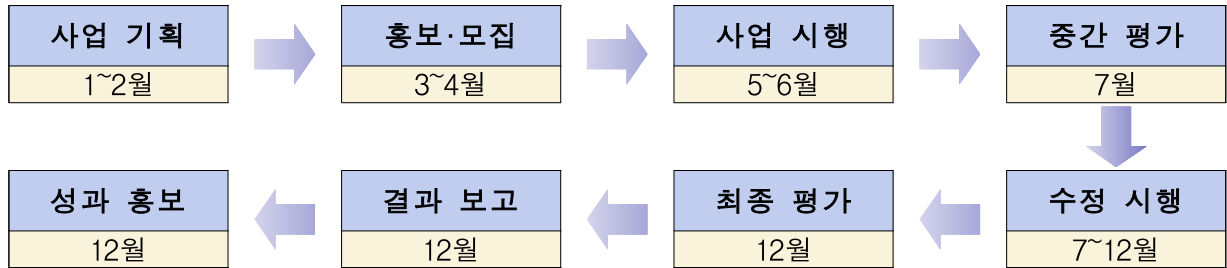 사업 기획
1~2월
홍보·모집
3~4월
사업 시행
5~6월
중간 평가
7월
수정 시행
7~12월
최종 평가
12월
결과 보고
12월
성과 홍보
12월